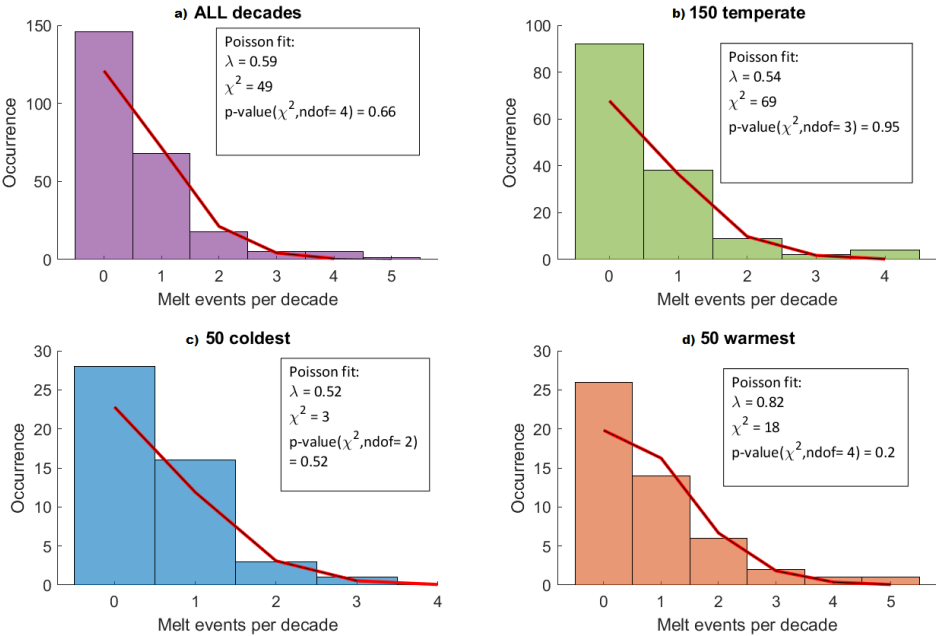 a) ALL decades
150
100
50
0
Occurrence
0 1 2 3 4 5
Melt events per decade
Poisson fit:
λ = 0.59
χ² = 49
p-value(χ²,ndof= 4) = 0.66
b) 150 temperate
100
80
60
40
20
0
Occurrence
0 1 2 3 4
Melt events per decade
Poisson fit:
λ = 0.54
χ² = 69
p-value(χ²,ndof= 3) = 0.95
c) 50 coldest
30
25
20
15
10
5
0
Occurrence
0 1 2 3 4
Melt events per decade
Poisson fit:
λ = 0.52
χ² = 3
p-value(χ²,ndof= 2)
= 0.52
d) 50 warmest
30
25
20
15
10
5
0
Occurrence
0 1 2 3 4 5
Melt events per decade
Poisson fit:
λ = 0.82
χ² = 18
p-value(χ²,ndof= 4) = 0.2